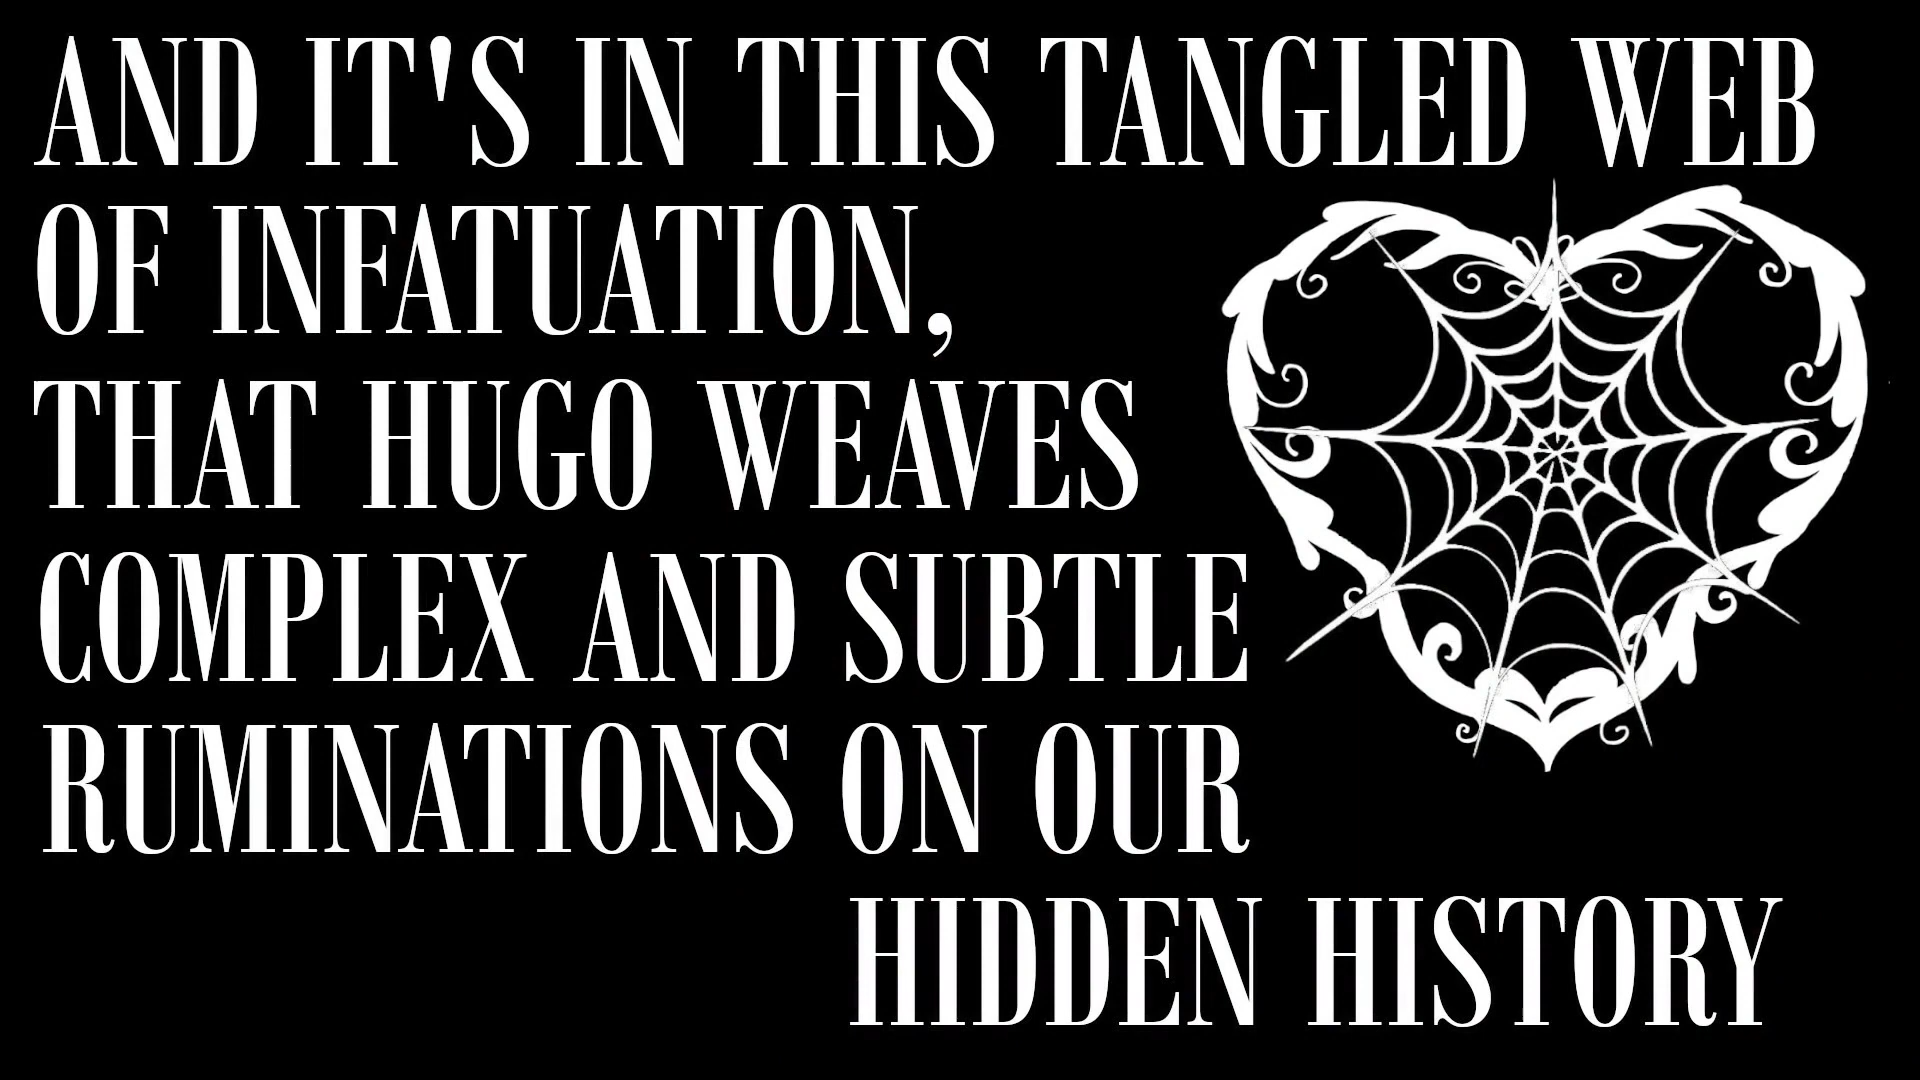 AND IT'S IN THIS TANGLED WEB
OF INFATUATION,
THAT HUGO WEAVES
COMPLEX AND SUBTLE
RUMINATIONS ON OUR
HIDDEN HISTORY